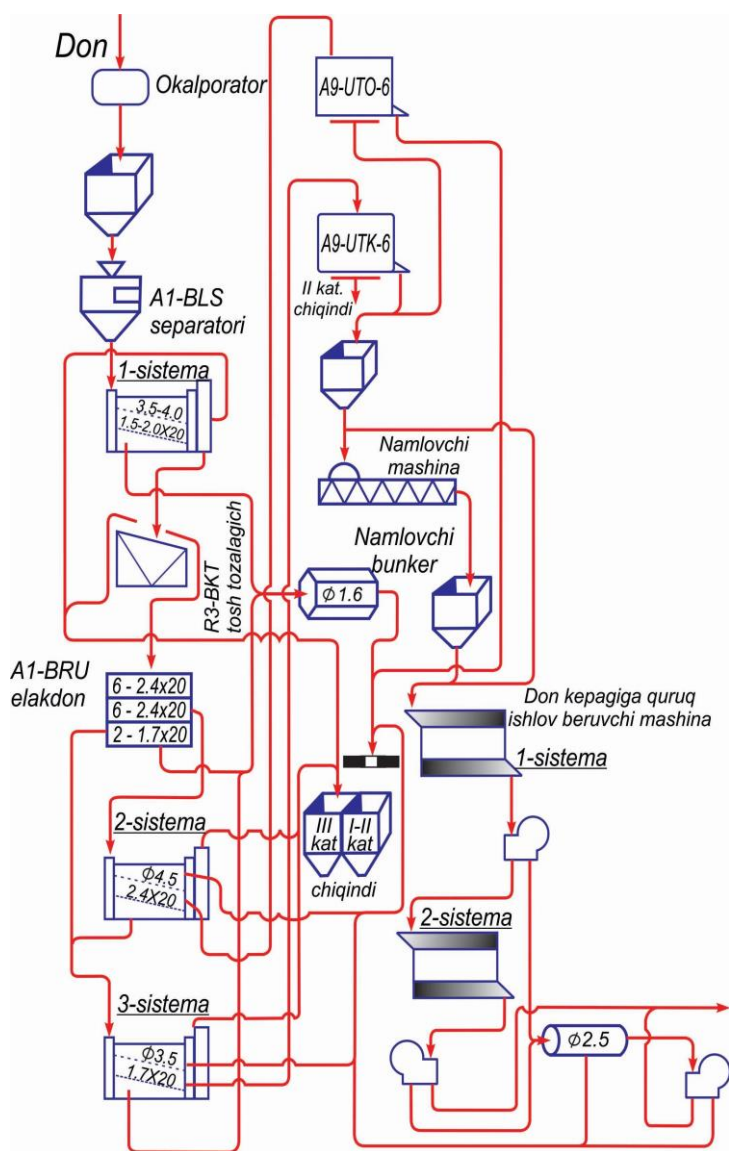 Don
Okalporator
A1-BLS
separatori
1-sistema
3.5-4.0
1.5-2.0X20
R3-BKT
tosh tozalagich
A1-BRU
elakdon
6 - 2.4x20
6 - 2.4x20
2 - 1.7x20
2-sistema
ϕ4.5
2.4X20
3-sistema
ϕ3.5
1.7X20
A9-UTO-6
A9-UTK-6
II kat.
chiqindi
Namlovchi
mashina
Namlovchi
bunker
ϕ 1.6
III
kat
I-II
kat
chiqindi
Don kepagiga quruq
ishlov beruvchi mashina
1-sistema
2-sistema
ϕ 2.5